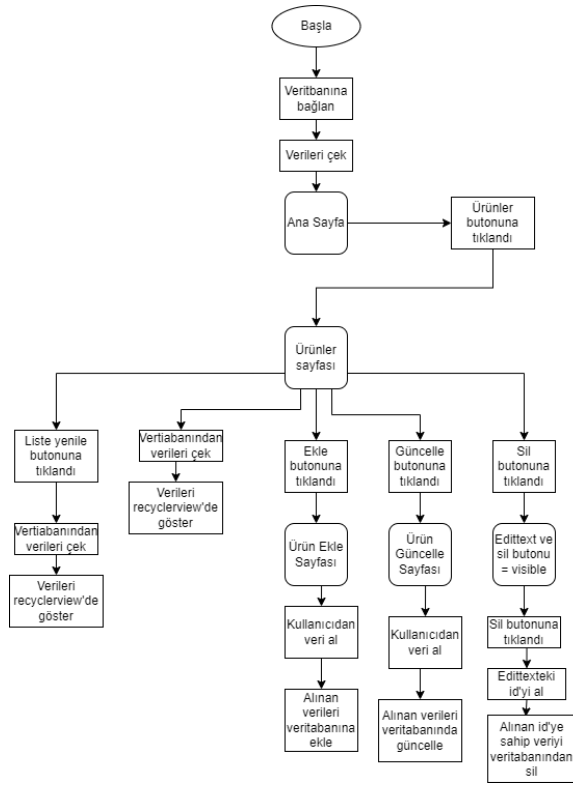 Başla
Veritbanına
bağlan
Verileri çek
Ana Sayfa
Ürünler
butonuna
tıklandı
Ürünler
sayfası
Liste yenile
butonuna
tıklandı
Vertiabanından
verileri çek
Verileri
recyclerview'de
göster
Vertiabanından
verileri çek
Verileri
recyclerview'de
göster
Ekle
butonuna
tıklandı
Ürün Ekle
Sayfası
Kullanıcıdan
veri al
Alınan
verileri
veritabanına
ekle
Güncelle
butonuna
tıklandı
Ürün
Güncelle
Sayfası
Kullanıcıdan
veri al
Alınan verileri
veritabanında
güncelle
Sil
butonuna
tıklandı
Edittext ve
sil butonu
= visible
Sil butonuna
tıklandı
Edittexteki
id'yi al
Alınan id'ye
sahip veriyi
veritabanından
sil